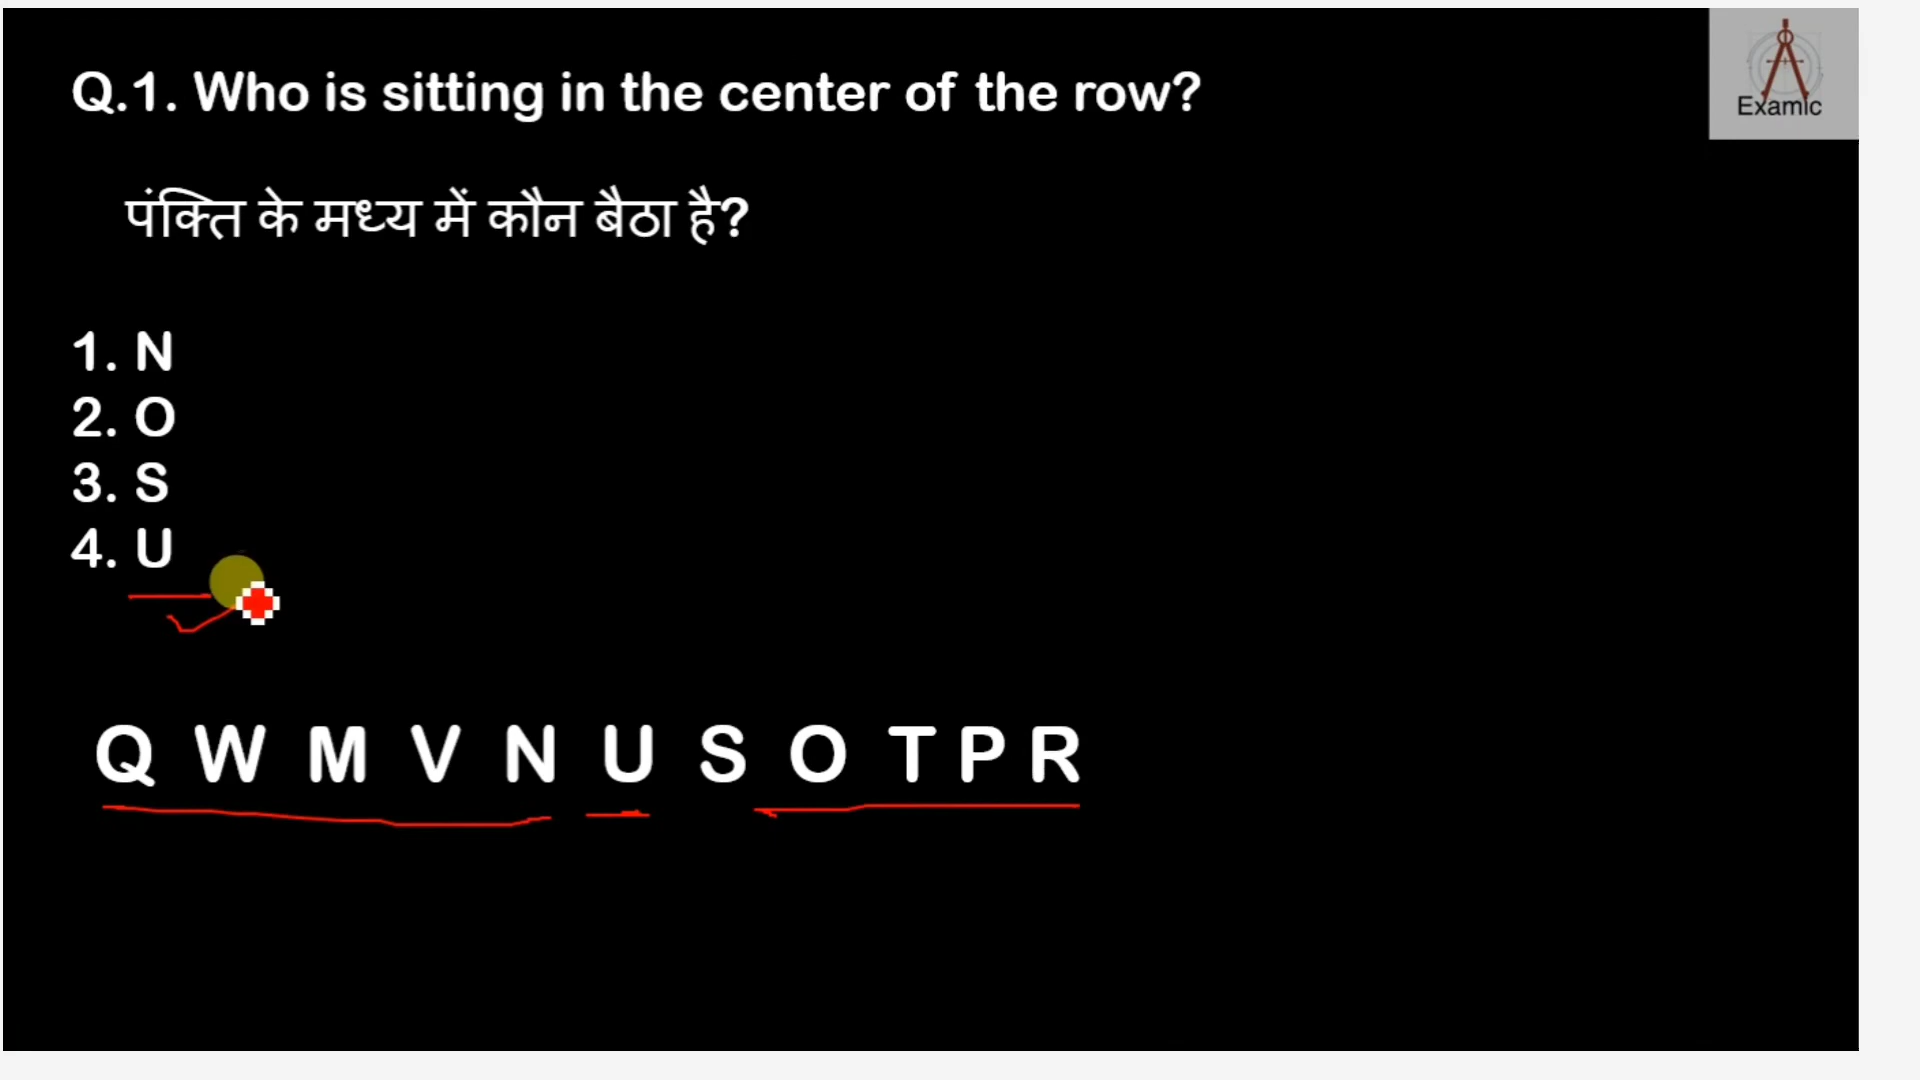 Q.1. Who is sitting in the center of the row?
Examic
पंक्ति के मध्य में कौन बैठा है?
1. N
2. O
3. S
4. U
Q W M V N U S O T P R